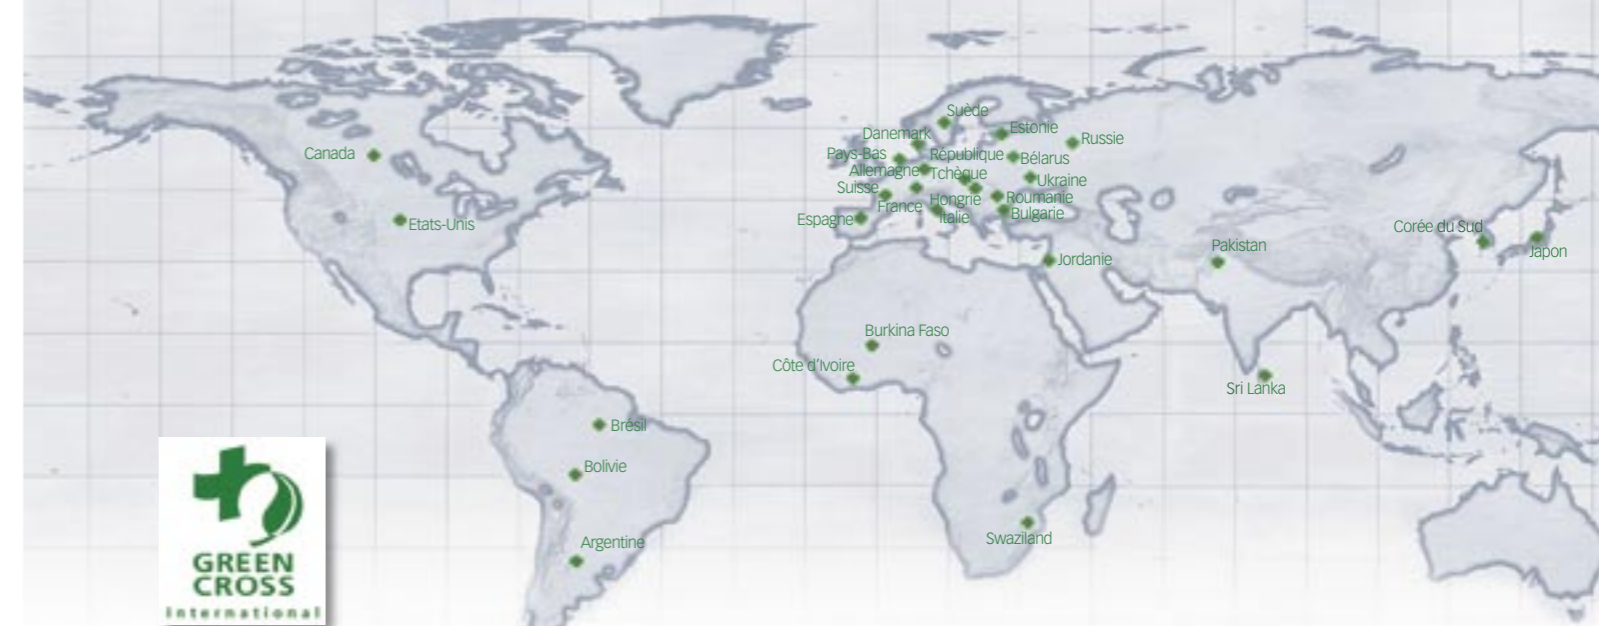 Suède
Estonie
Danemark
Russie
Canada
Pays-Bas
République
Tchèque
Bélarus
Allemagne
Ukraine
Suisse
France
Hongrie
Roumanie
Espagne
Italie
Bulgarie
Etats-Unis
Corée du Sud
Pakistan
Japon
Jordanie
Burkina Faso
Côte d'Ivoire
Sri Lanka
Brésil
Bolivie
Swaziland
Argentine
GREEN
CROSS
International